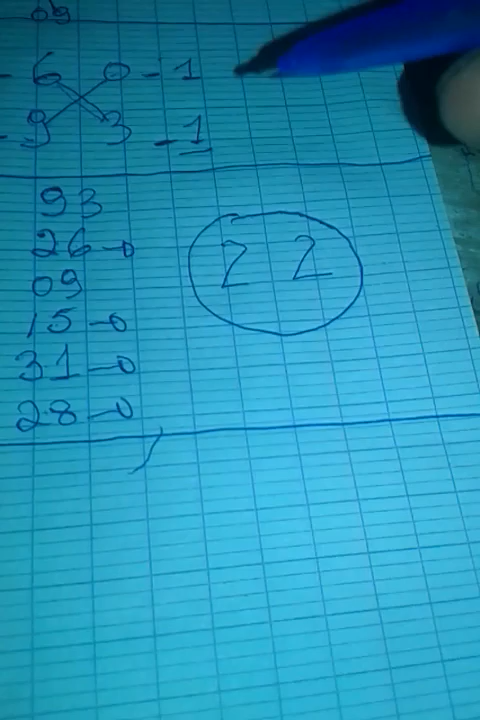 09
- 6 0 - 1
- 9 3 - 1
93
26 - 0
22
09
15 - 0
31 - 0
28 - 0